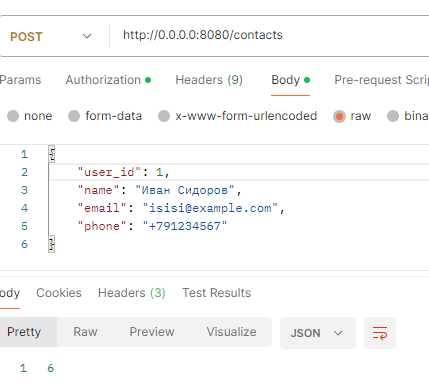 POST http://0.0.0.0:8080/contacts
Params Authorization Headers (9) Body Pre-request Scri
none form-data x-www-form-urlencoded raw bina
1 {
2 "user_id": 1,
3 "name": "Иван Сидоров",
4 "email": "isisi@example.com",
5 "phone": "+791234567"
6 }
ody Cookies Headers (3) Test Results
Pretty Raw Preview Visualize JSON
1 6